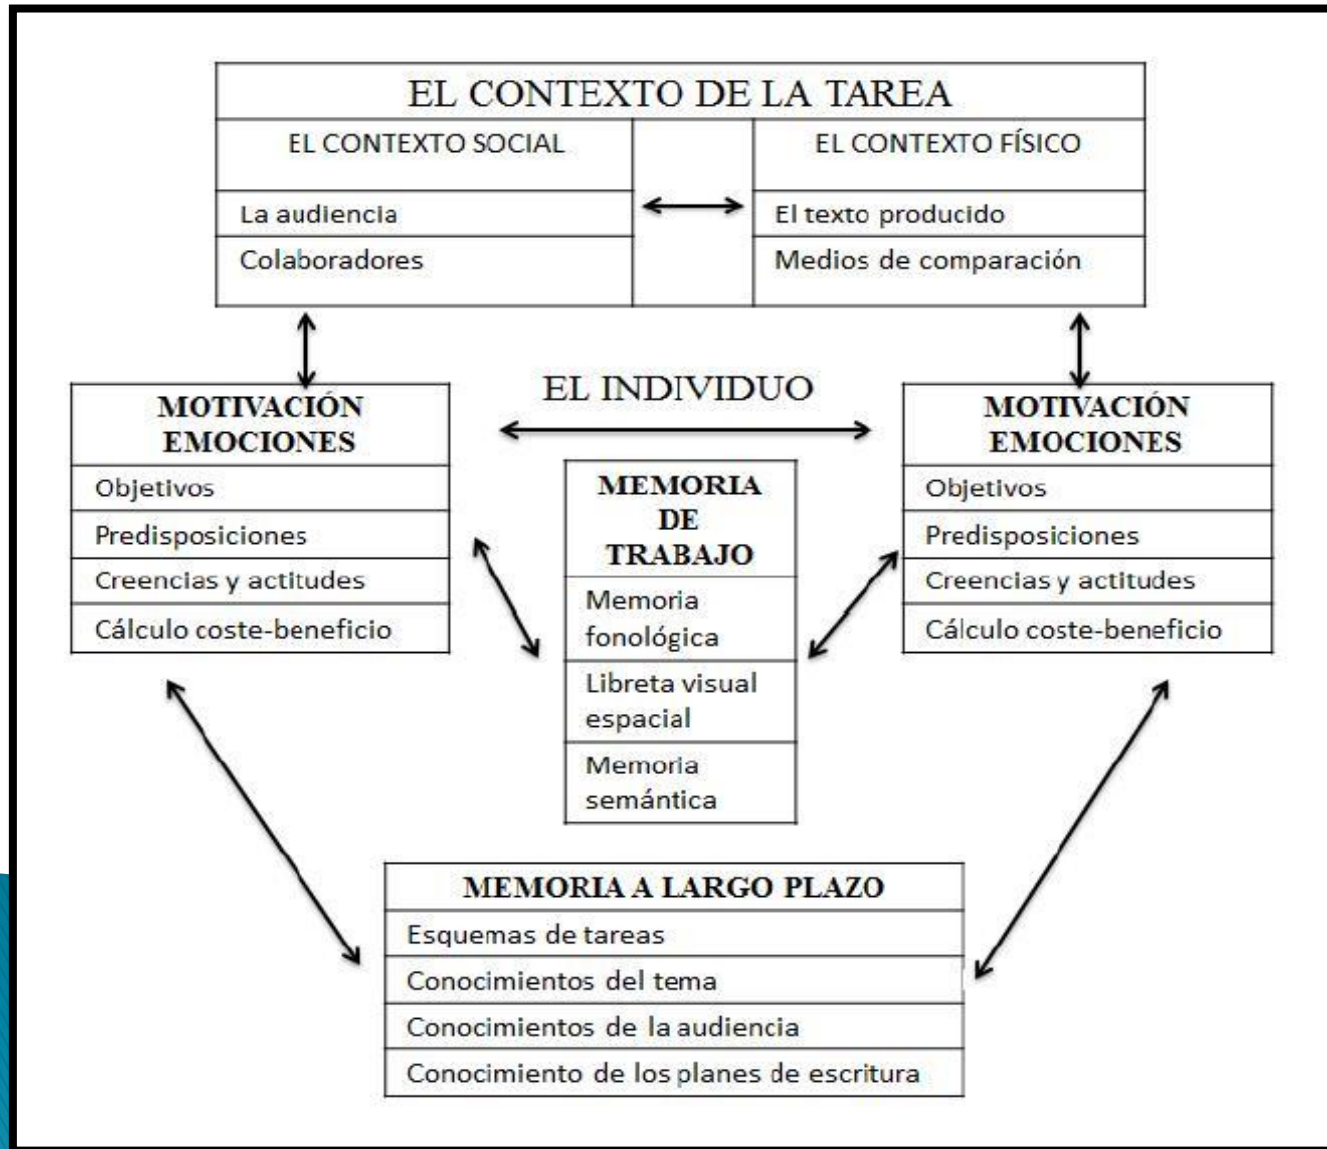 EL CONTEXTO DE LA TAREA
EL CONTEXTO SOCIAL
La audiencia
Colaboradores
EL CONTEXTO FÍSICO
El texto producido
Medios de comparación
EL INDIVIDUO
MOTIVACIÓN
EMOCIONES
Objetivos
Predisposiciones
Creencias y actitudes
Cálculo coste-beneficio
MEMORIA
DE
TRABAJO
Memoria
fonológica
Libreta visual
espacial
Memoria
semántica
MOTIVACIÓN
EMOCIONES
Objetivos
Predisposiciones
Creencias y actitudes
Cálculo coste-beneficio
MEMORIA A LARGO PLAZO
Esquemas de tareas
Conocimientos del tema
Conocimientos de la audiencia
Conocimiento de los planes de escritura